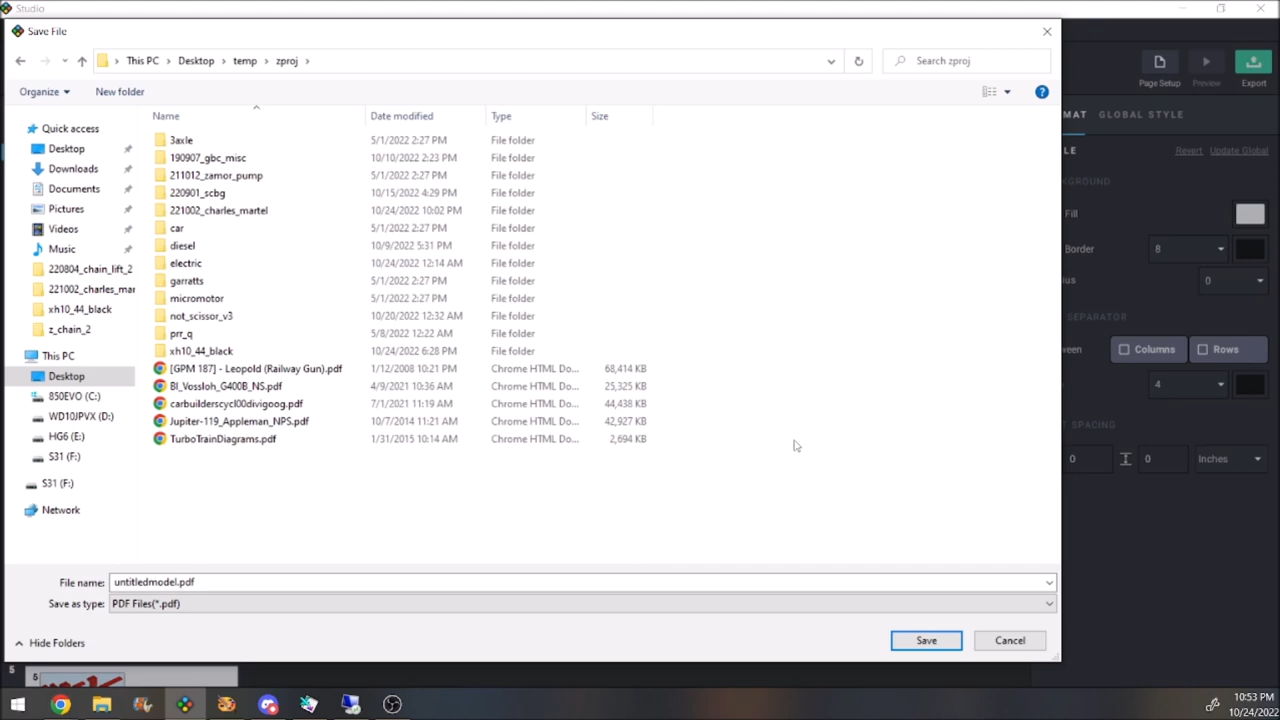 Studio
Save File
This PC > Desktop > temp > zproj >
Search zproj
Organize
New folder
Name Date modified Type Size
Quick access
Desktop
Downloads
Documents
Pictures
Videos
Music
220804_chain_lift_2
221002_charles_mar
xh10_44_black
z_chain_2
This PC
Desktop
850EVO (C:)
WD10JPVX (D:)
HG6 (E:)
S31 (F:)
S31 (F:)
Network
3axle 5/1/2022 2:27 PM File folder
190907_gbc_misc 10/10/2022 2:23 PM File folder
211012_zamor_pump 5/1/2022 2:27 PM File folder
220901_scbg 10/15/2022 4:29 PM File folder
221002_charles_martel 10/24/2022 10:02 PM File folder
car 5/1/2022 2:27 PM File folder
diesel 10/9/2022 5:31 PM File folder
electric 10/24/2022 12:14 AM File folder
garratts 5/1/2022 2:27 PM File folder
micromotor 5/1/2022 2:27 PM File folder
not_scissor_v3 10/20/2022 12:32 AM File folder
prr_q 5/8/2022 12:22 AM File folder
xh10_44_black 10/24/2022 6:28 PM File folder
[GPM 187] - Leopold (Railway Gun).pdf 1/12/2008 10:21 PM Chrome HTML Do... 68,414 KB
BI_Vossloh_G400B_NS.pdf 4/9/2021 10:36 AM Chrome HTML Do... 25,325 KB
carbuilderscycl00divigoog.pdf 7/1/2021 11:19 AM Chrome HTML Do... 44,438 KB
Jupiter-119_Appleman_NPS.pdf 10/7/2014 11:21 AM Chrome HTML Do... 42,927 KB
TurboTrainDiagrams.pdf 1/31/2015 10:14 AM Chrome HTML Do... 2,694 KB
File name: untitledmodel.pdf
Save as type: PDF Files(*.pdf)
Hide Folders
Save
Cancel
Page Setup
Preview
Export
MAT
GLOBAL STYLE
LE
Revert
Update Global
KGROUND
Fill
Border 8
ius 0
SEPARATOR
ween
Columns
Rows
4
T SPACING
0
0
Inches
5
5
10:53 PM
10/24/2022